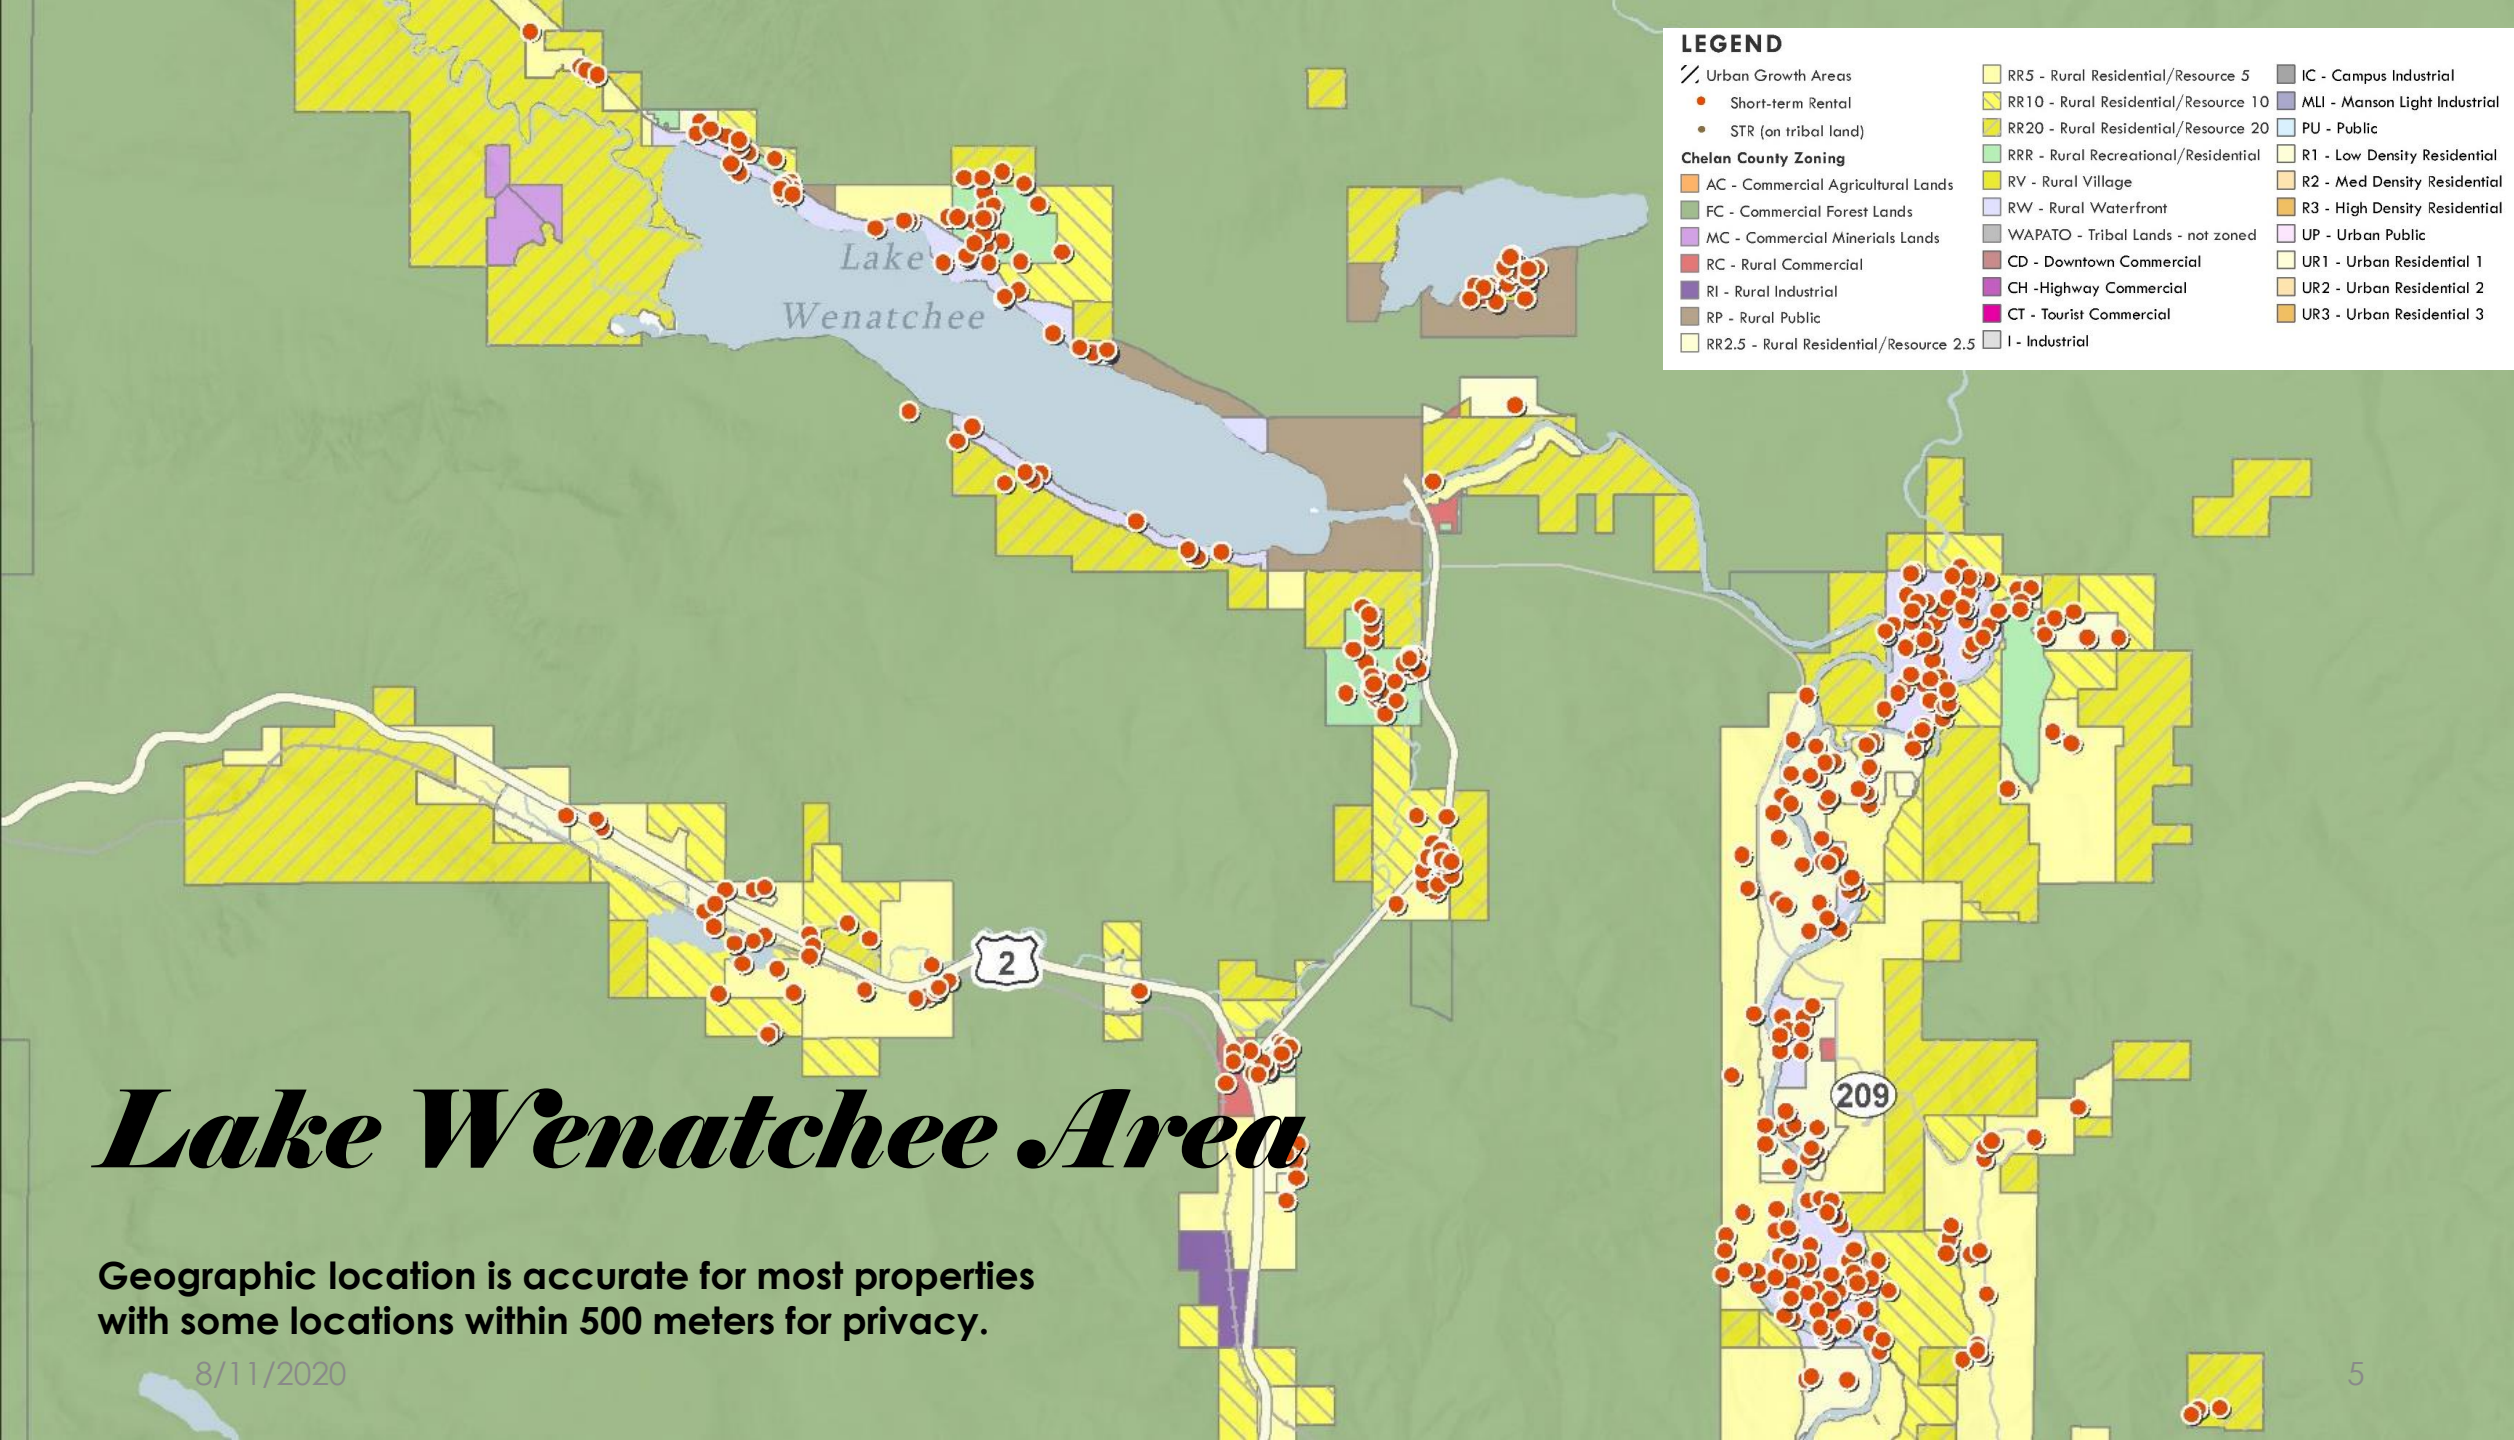 LEGEND
Urban Growth Areas
Short-term Rental
STR (on tribal land)
Chelan County Zoning
AC - Commercial Agricultural Lands
FC - Commercial Forest Lands
MC - Commercial Minerials Lands
RC - Rural Commercial
RI - Rural Industrial
RP - Rural Public
RR2.5 - Rural Residential/Resource 2.5
RR5 - Rural Residential/Resource 5
RR10 - Rural Residential/Resource 10
RR20 - Rural Residential/Resource 20
RRR - Rural Recreational/Residential
RV - Rural Village
RW - Rural Waterfront
WAPATO - Tribal Lands - not zoned
CD - Downtown Commercial
CH -Highway Commercial
CT - Tourist Commercial
I - Industrial
IC - Campus Industrial
MLI - Manson Light Industrial
PU - Public
R1 - Low Density Residential
R2 - Med Density Residential
R3 - High Density Residential
UP - Urban Public
UR1 - Urban Residential 1
UR2 - Urban Residential 2
UR3 - Urban Residential 3
Lake
Wenatchee
2
209
Lake Wenatchee Area
Geographic location is accurate for most properties
with some locations within 500 meters for privacy.
8/11/2020
5